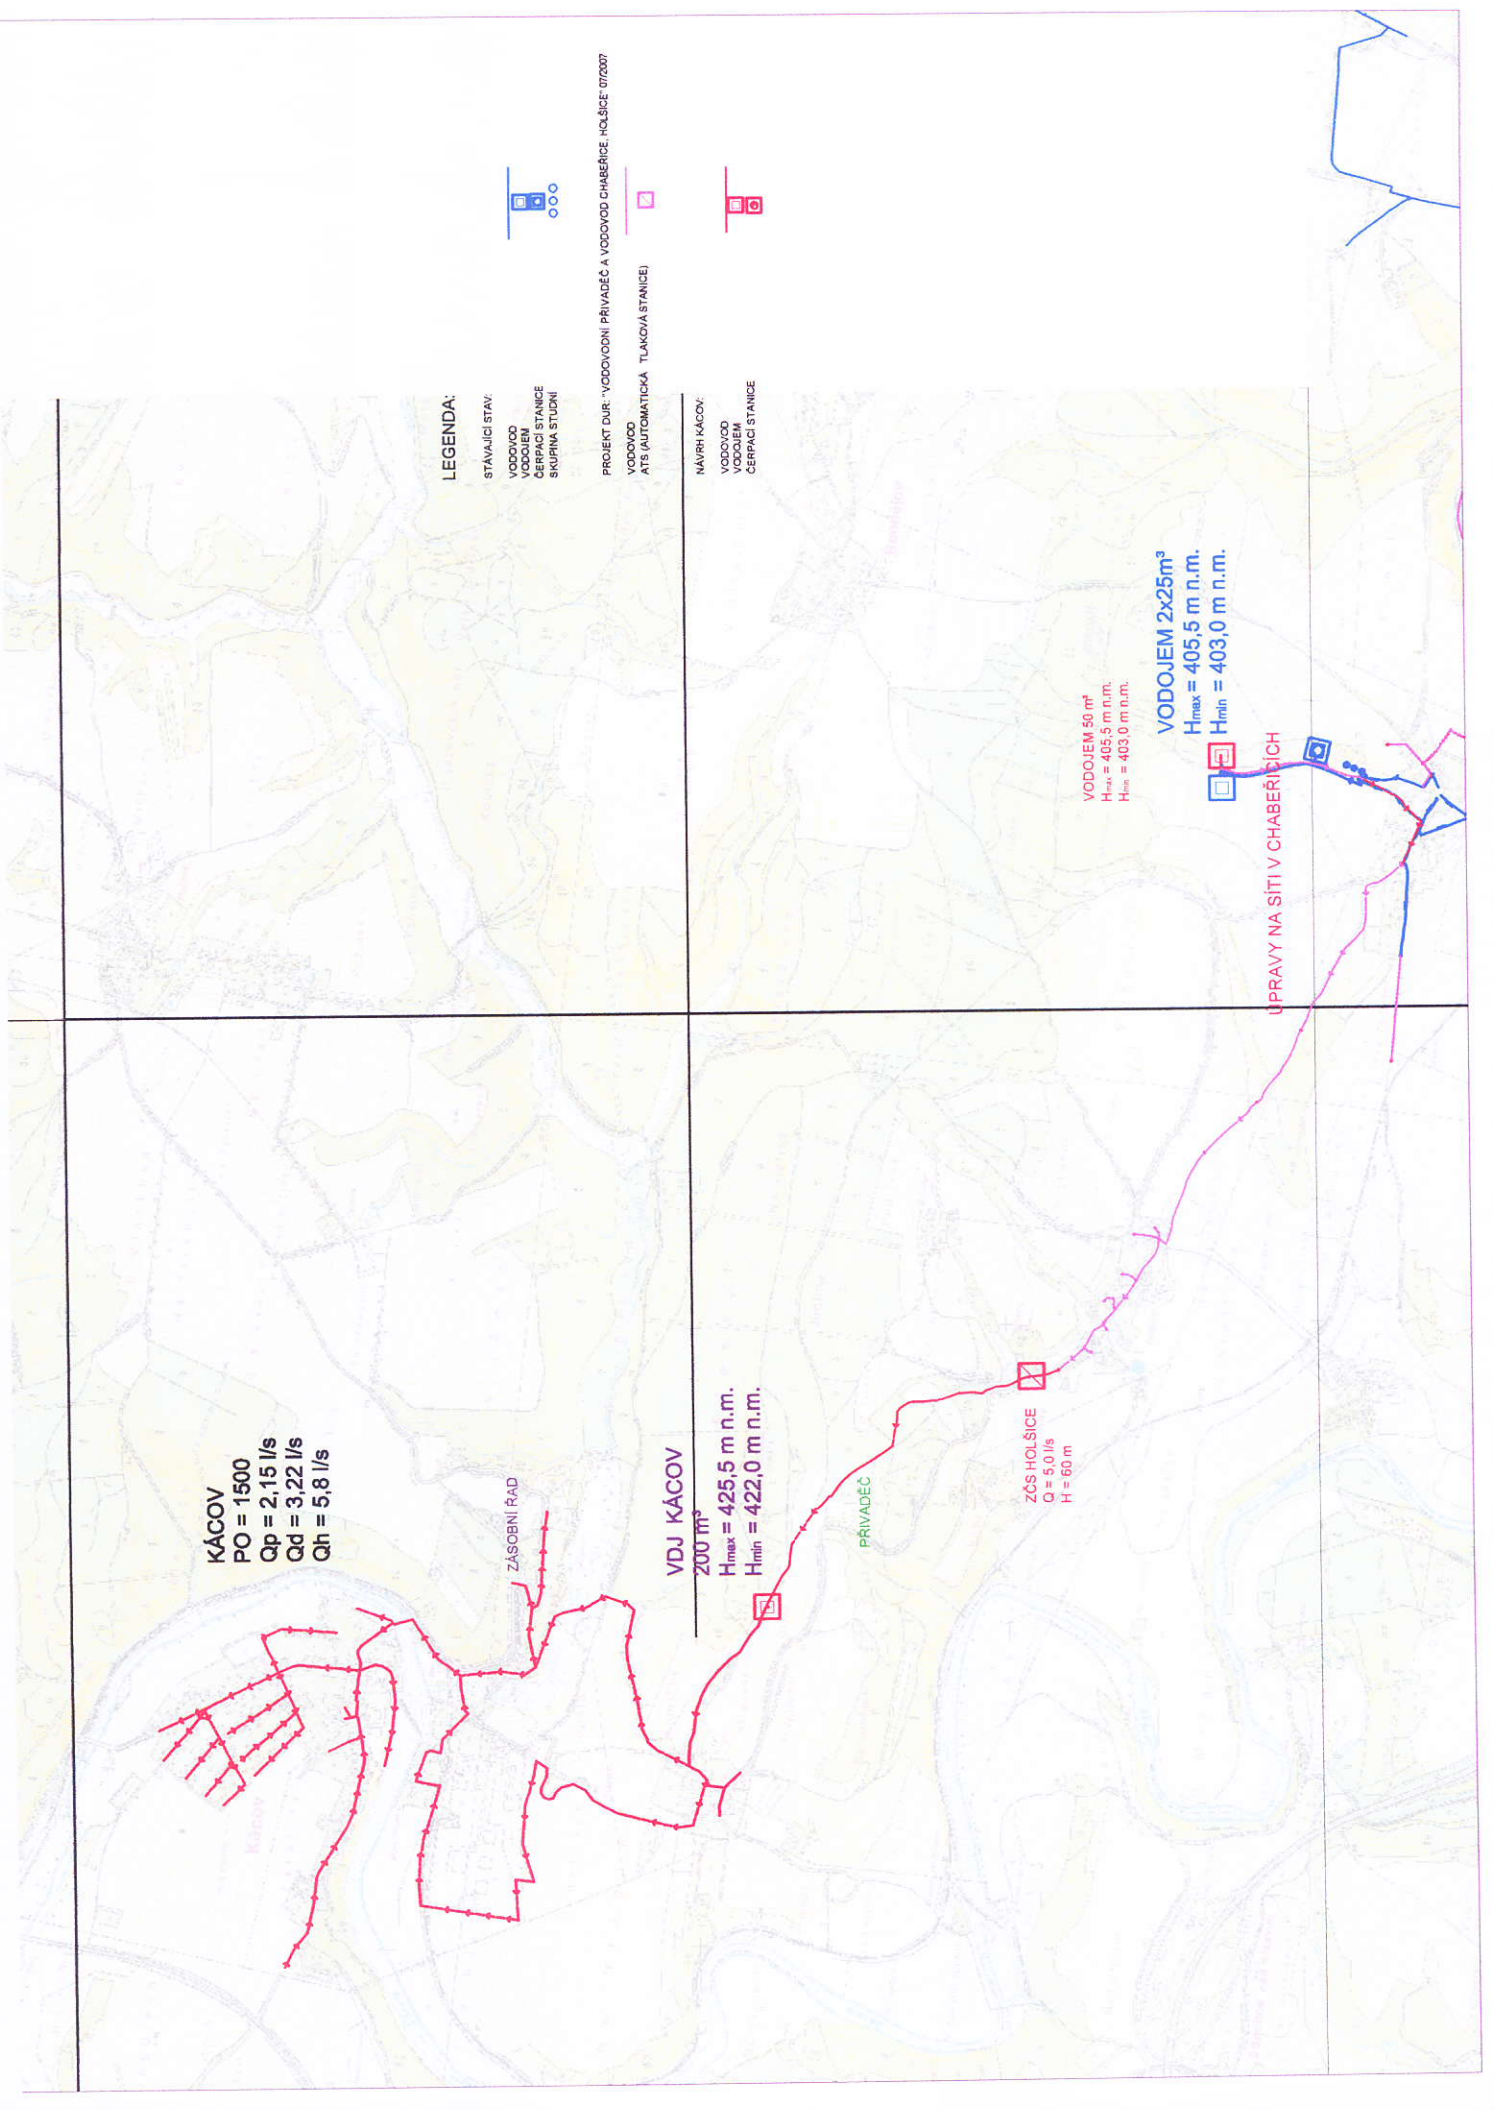 LEGENDA:
STÁVAJÍCÍ STAV:
VODOVOD
VODOJEM
ČERPACÍ STANICE
SKUPINA STUDNÍ
PROJEKT DUR: "VODOVODNÍ PŘIVADĚČ A VODOVOD CHABEŘICE, HOLŠICE" 07/2007
VODOVOD
ATS (AUTOMATICKÁ TLAKOVÁ STANICE)
NÁVRH KÁCOV:
VODOVOD
VODOJEM
ČERPACÍ STANICE
KÁCOV
PO = 1500
Qp = 2,15 l/s
Qd = 3,22 l/s
Qh = 5,8 l/s
ZÁSOBNÍ ŘAD
VDJ KÁCOV
200 m³
Hmax = 425,5 m n.m.
Hmin = 422,0 m n.m.
PŘIVADĚČ
ZČS HOLŠICE
Q = 5,0 l/s
H = 60 m
VODOJEM 50 m³
Hmax = 405,5 m n.m.
Hmin = 403,0 m n.m.
VODOJEM 2x25m³
Hmax = 405,5 m n.m.
Hmin = 403,0 m n.m.
ÚPRAVY NA SÍTI V CHABEŘICÍCH
Kácov